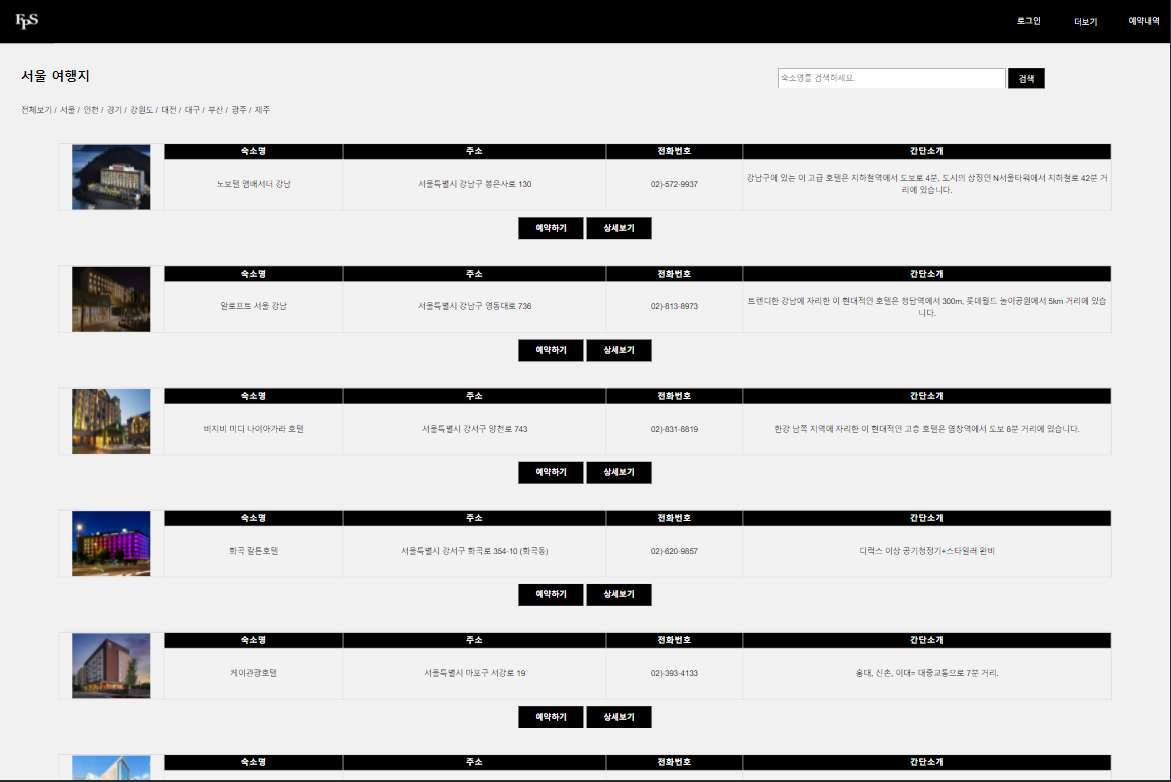 FPS
로그인 더보기 예약내역
서울 여행지
숙소명을 검색하세요. 검색
전체보기 / 서울 / 인천 / 경기 / 강원도 / 대전 / 대구 / 부산 / 광주 / 제주
숙소명 주소 전화번호 간단소개
노보텔 앰배서더 강남 서울특별시 강남구 봉은사로 130 02)-572-9937 강남구에 있는 이 고급 호텔은 지하철역에서 도보로 4분, 도시의 상징인 N서울타워에서 지하철로 42분 거
리에 있습니다.
예약하기 상세보기
숙소명 주소 전화번호 간단소개
알로프트 서울 강남 서울특별시 강남구 영동대로 736 02)-813-8973 트렌디한 강남에 자리한 이 현대적인 호텔은 청담역에서 300m, 롯데월드 놀이공원에서 5km 거리에 있습
니다.
예약하기 상세보기
숙소명 주소 전화번호 간단소개
비지비 미디 나이아가라 호텔 서울특별시 강서구 양천로 743 02)-831-8819 한강 남쪽 지역에 자리한 이 현대적인 고층 호텔은 염창역에서 도보 8분 거리에 있습니다.
예약하기 상세보기
숙소명 주소 전화번호 간단소개
화곡 칼튼호텔 서울특별시 강서구 화곡로 354-10 (화곡동) 02)-620-9857 디럭스 이상 공기청정기+스타일러 완비
예약하기 상세보기
숙소명 주소 전화번호 간단소개
케이관광호텔 서울특별시 마포구 서강로 19 02)-393-4133 홍대, 신촌, 이대= 대중교통으로 7분 거리.
예약하기 상세보기
숙소명 주소 전화번호 간단소개